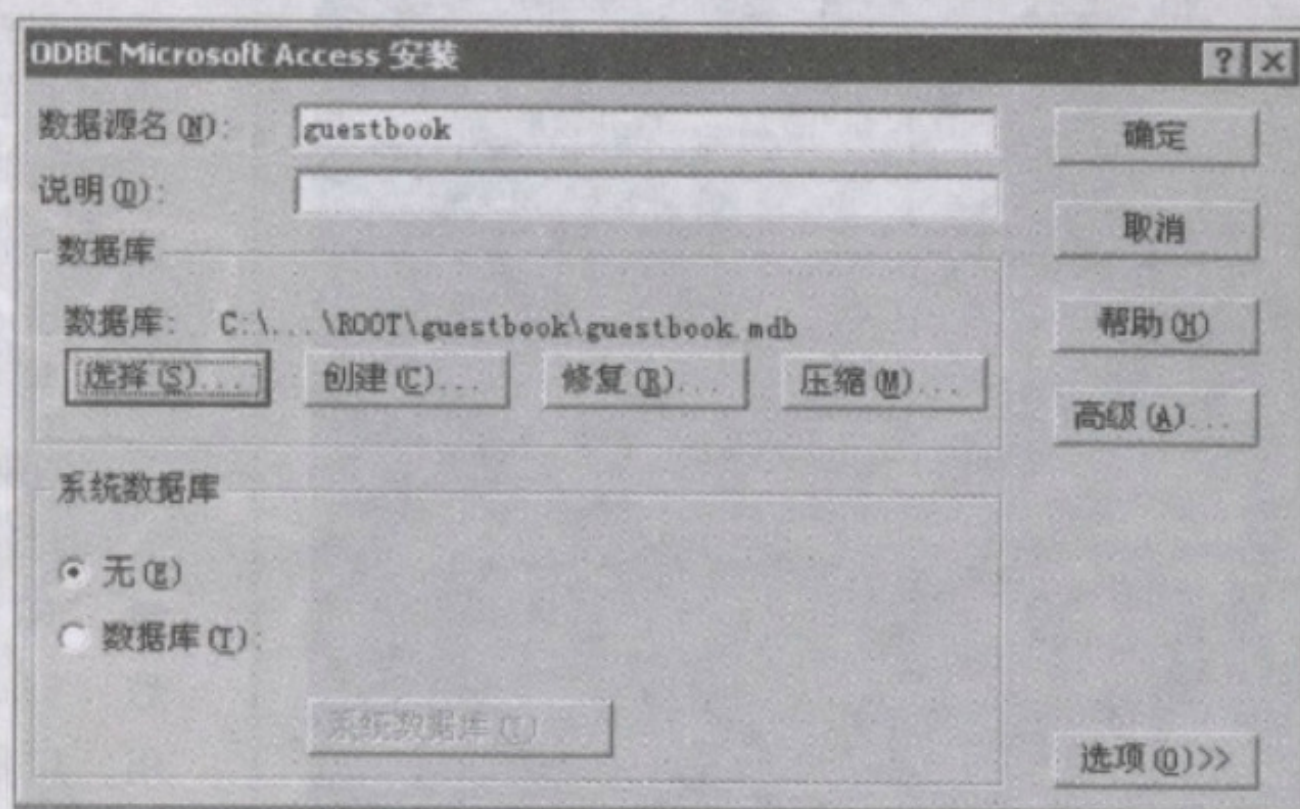 ODBC Microsoft Access 安装
数据源名(N): guestbook 确定
说明(D): 取消
数据库
数据库: C:\...\ROOT\guestbook\guestbook.mdb 帮助(H)
选择(S)... 创建(C)... 修复(R)... 压缩(M)... 高级(A)...
系统数据库
无(E)
数据库(T):
系统数据库(Y)
选项(O)>>